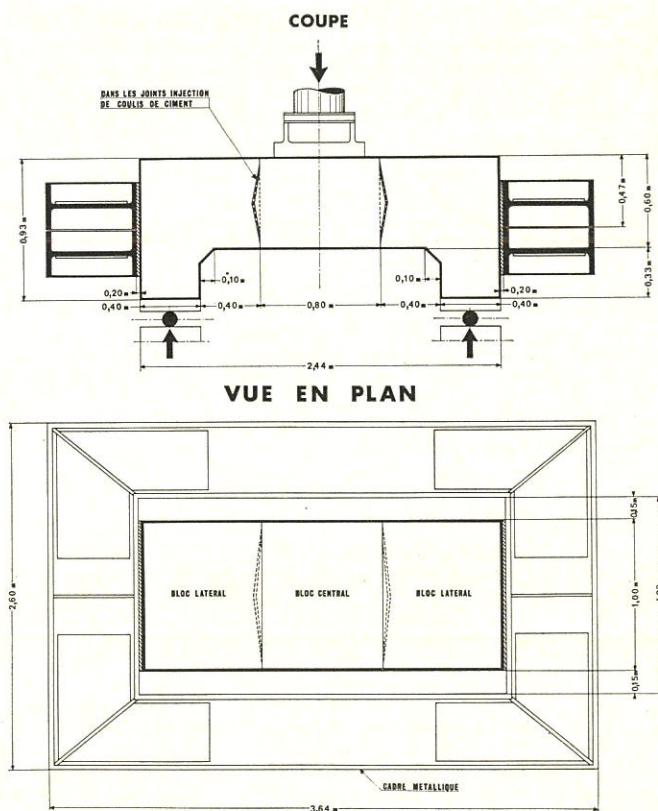 COUPE
DANS LES JOINTS INJECTION
DE COULIS DE CIMENT
0,93 m
0,47 m
0,60 m
0,33 m
0,10 m
0,10 m
0,20 m
0,20 m
0,40 m
0,40 m
0,80 m
0,40 m
0,40 m
2,44 m
VUE EN PLAN
2,60 m
0,15 m
1,00 m
0,15 m
BLOC LATERAL
BLOC CENTRAL
BLOC LATERAL
CADRE METALLIQUE
3,64 m